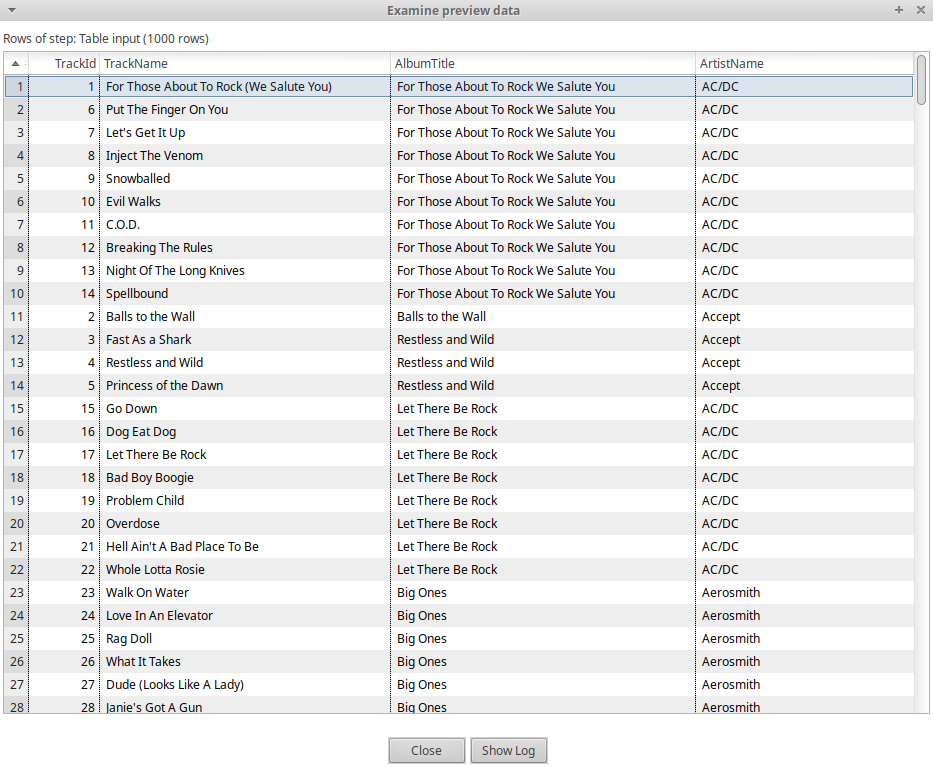 Examine preview data
Rows of step: Table input (1000 rows)
TrackId TrackName AlbumTitle ArtistName
1 1 For Those About To Rock (We Salute You) For Those About To Rock We Salute You AC/DC
2 6 Put The Finger On You For Those About To Rock We Salute You AC/DC
3 7 Let's Get It Up For Those About To Rock We Salute You AC/DC
4 8 Inject The Venom For Those About To Rock We Salute You AC/DC
5 9 Snowballed For Those About To Rock We Salute You AC/DC
6 10 Evil Walks For Those About To Rock We Salute You AC/DC
7 11 C.O.D. For Those About To Rock We Salute You AC/DC
8 12 Breaking The Rules For Those About To Rock We Salute You AC/DC
9 13 Night Of The Long Knives For Those About To Rock We Salute You AC/DC
10 14 Spellbound For Those About To Rock We Salute You AC/DC
11 2 Balls to the Wall Balls to the Wall Accept
12 3 Fast As a Shark Restless and Wild Accept
13 4 Restless and Wild Restless and Wild Accept
14 5 Princess of the Dawn Restless and Wild Accept
15 15 Go Down Let There Be Rock AC/DC
16 16 Dog Eat Dog Let There Be Rock AC/DC
17 17 Let There Be Rock Let There Be Rock AC/DC
18 18 Bad Boy Boogie Let There Be Rock AC/DC
19 19 Problem Child Let There Be Rock AC/DC
20 20 Overdose Let There Be Rock AC/DC
21 21 Hell Ain't A Bad Place To Be Let There Be Rock AC/DC
22 22 Whole Lotta Rosie Let There Be Rock AC/DC
23 23 Walk On Water Big Ones Aerosmith
24 24 Love In An Elevator Big Ones Aerosmith
25 25 Rag Doll Big Ones Aerosmith
26 26 What It Takes Big Ones Aerosmith
27 27 Dude (Looks Like A Lady) Big Ones Aerosmith
28 28 Janie's Got A Gun Big Ones Aerosmith
Close Show Log